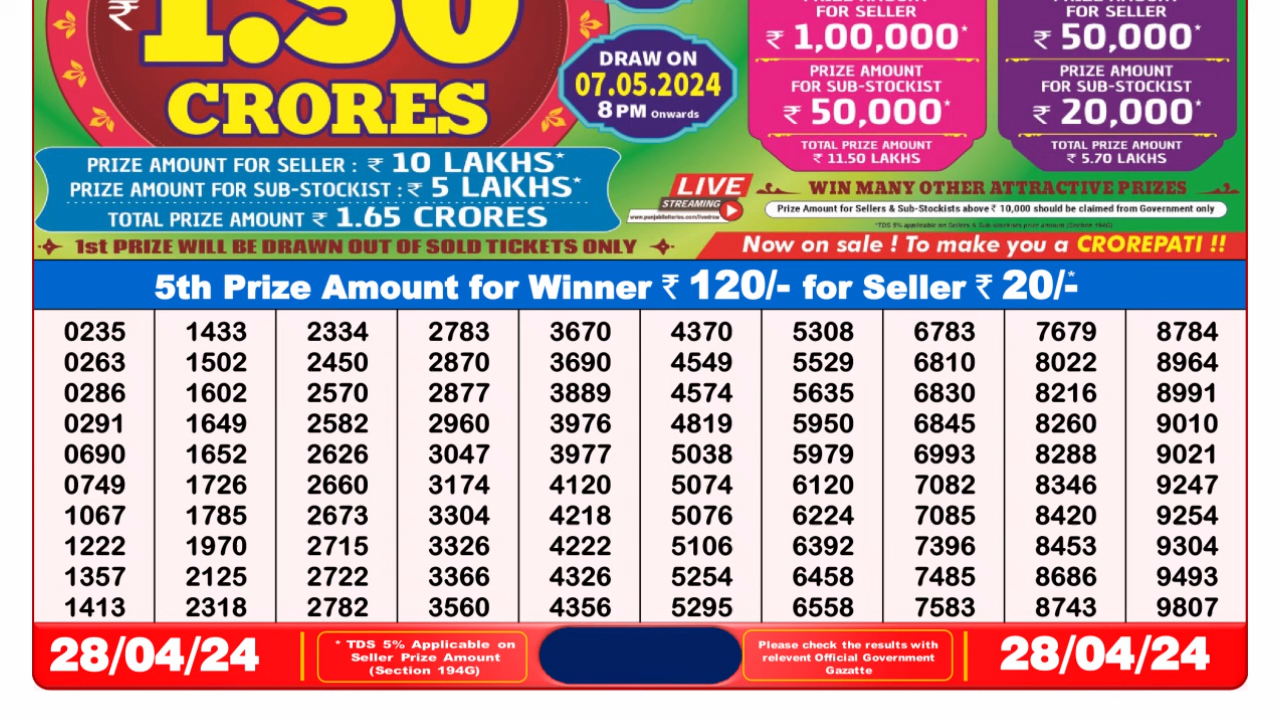 ₹ 1.50
CRORES
PRIZE AMOUNT FOR SELLER : ₹ 10 LAKHS*
PRIZE AMOUNT FOR SUB-STOCKIST : ₹ 5 LAKHS*
TOTAL PRIZE AMOUNT ₹ 1.65 CRORES
DRAW ON
07.05.2024
8 PM Onwards
FOR SELLER
₹ 1,00,000*
PRIZE AMOUNT
FOR SUB-STOCKIST
₹ 50,000*
TOTAL PRIZE AMOUNT
₹ 11.50 LAKHS
FOR SELLER
₹ 50,000*
PRIZE AMOUNT
FOR SUB-STOCKIST
₹ 20,000*
TOTAL PRIZE AMOUNT
₹ 5.70 LAKHS
LIVE
STREAMING
www.punjablotteries.com/livedraw
WIN MANY OTHER ATTRACTIVE PRIZES
Prize Amount for Sellers & Sub-Stockists above ₹ 10,000 should be claimed from Government only
1st PRIZE WILL BE DRAWN OUT OF SOLD TICKETS ONLY
Now on sale ! To make you a CROREPATI !!
5th Prize Amount for Winner ₹ 120/- for Seller ₹ 20/-*
0235 1433 2334 2783 3670 4370 5308 6783 7679 8784
0263 1502 2450 2870 3690 4549 5529 6810 8022 8964
0286 1602 2570 2877 3889 4574 5635 6830 8216 8991
0291 1649 2582 2960 3976 4819 5950 6845 8260 9010
0690 1652 2626 3047 3977 5038 5979 6993 8288 9021
0749 1726 2660 3174 4120 5074 6120 7082 8346 9247
1067 1785 2673 3304 4218 5076 6224 7085 8420 9254
1222 1970 2715 3326 4222 5106 6392 7396 8453 9304
1357 2125 2722 3366 4326 5254 6458 7485 8686 9493
1413 2318 2782 3560 4356 5295 6558 7583 8743 9807
28/04/24
* TDS 5% Applicable on
Seller Prize Amount
(Section 194G)
Please check the results with
relevent Official Government
Gazatte
28/04/24